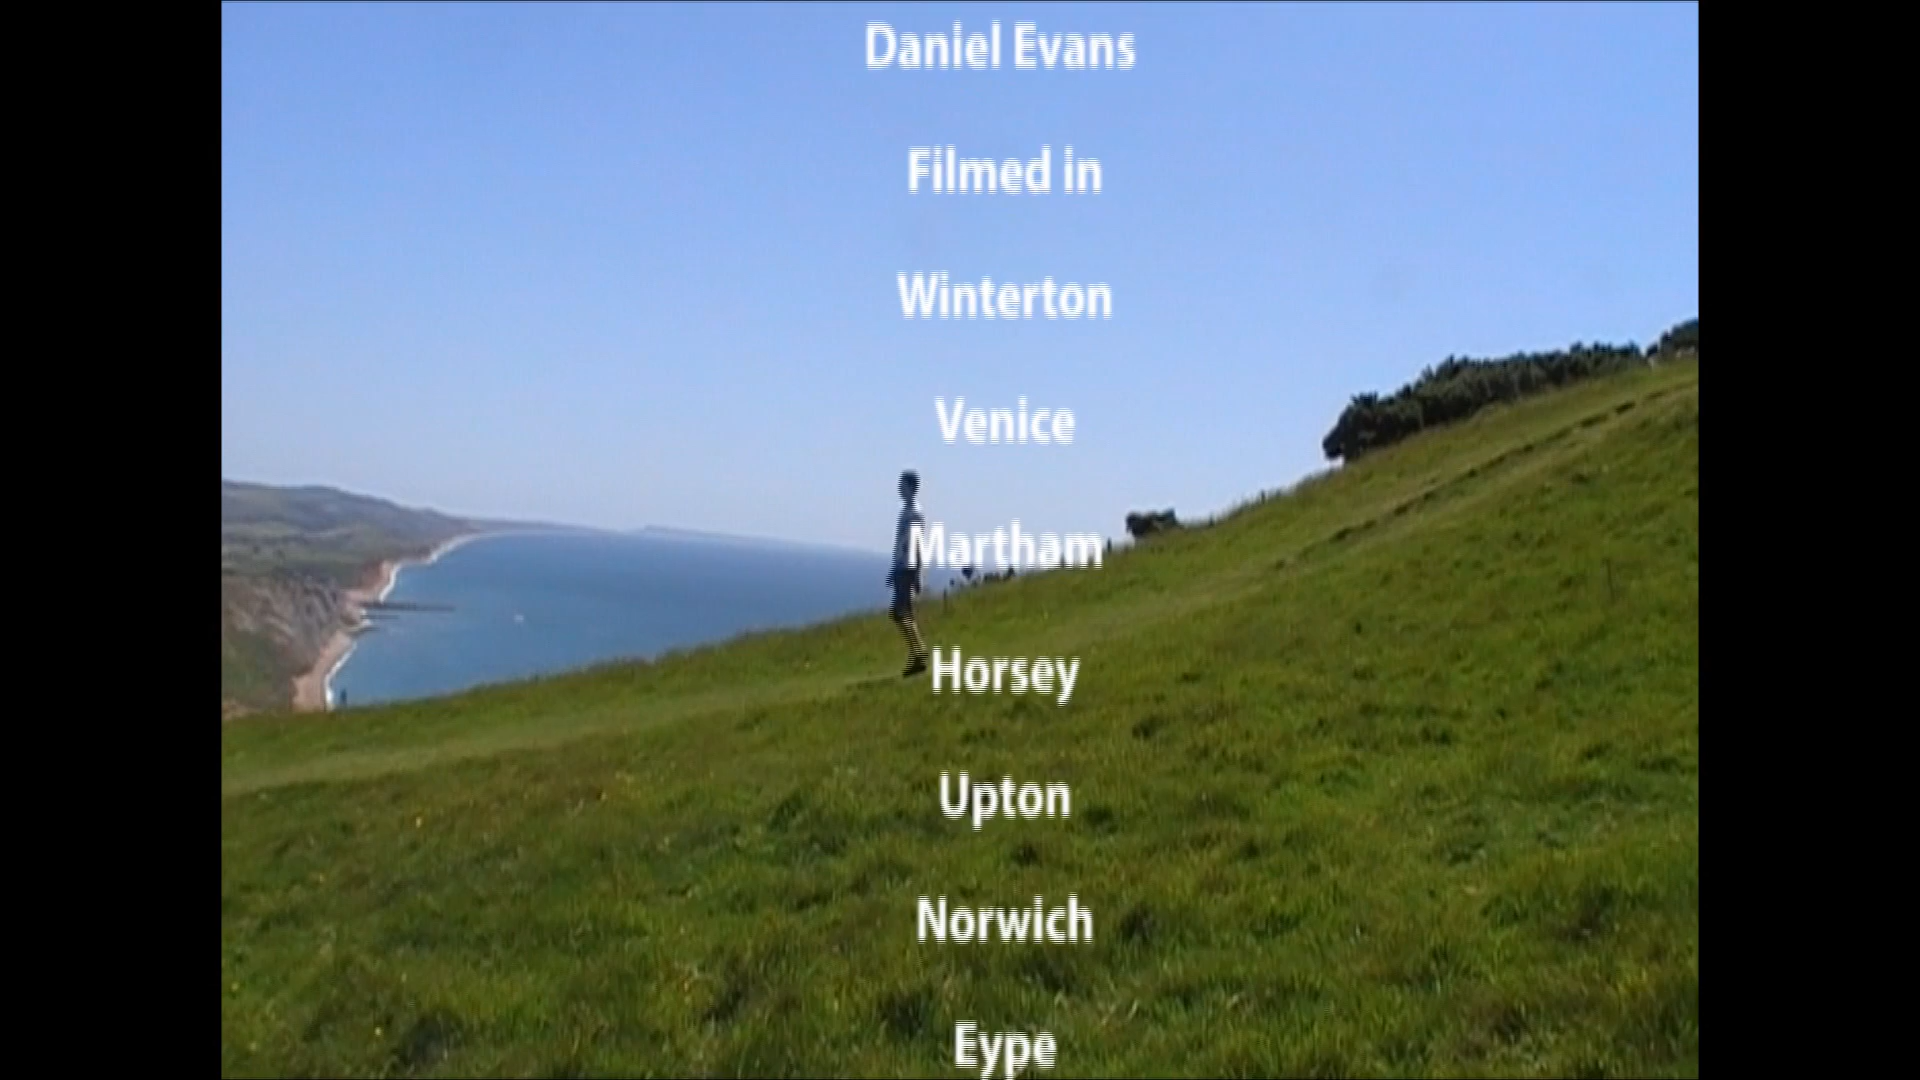 Daniel Evans
Filmed in
Winterton
Venice
Martham
Horsey
Upton
Norwich
Eype